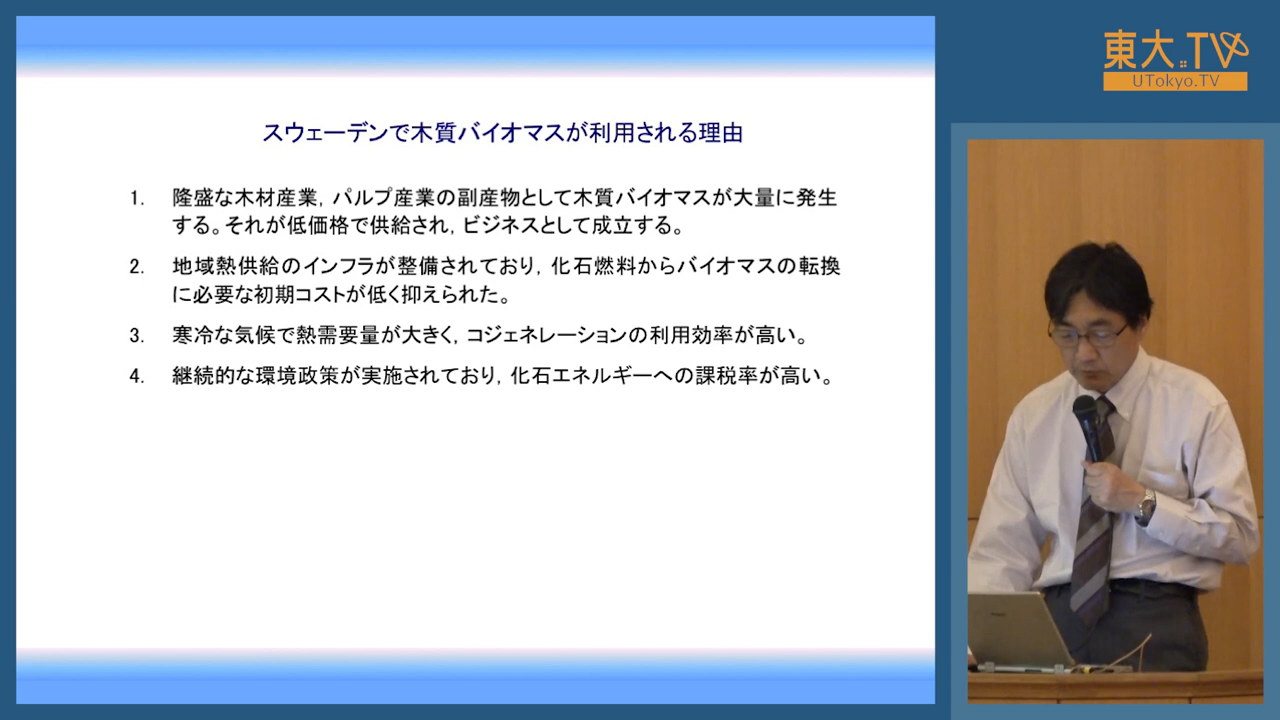 スウェーデンで木質バイオマスが利用される理由
1. 隆盛な木材産業，パルプ産業の副産物として木質バイオマスが大量に発生
する。それが低価格で供給され，ビジネスとして成立する。
2. 地域熱供給のインフラが整備されており，化石燃料からバイオマスの転換
に必要な初期コストが低く抑えられた。
3. 寒冷な気候で熱需要量が大きく，コジェネレーションの利用効率が高い。
4. 継続的な環境政策が実施されており，化石エネルギーへの課税率が高い。
東大.TV
UTokyo.TV